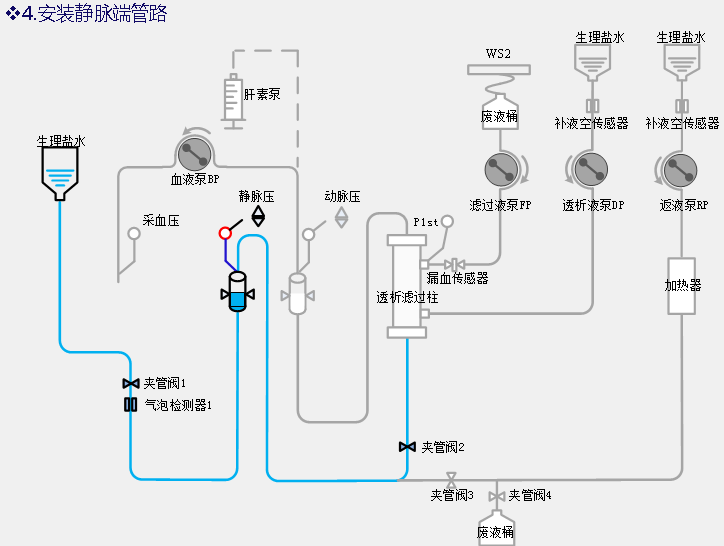 ❖4.安装静脉端管路
生理盐水
生理盐水
WS2
肝素泵
废液桶
补液空传感器
补液空传感器
生理盐水
血液泵BP
静脉压
动脉压
滤过液泵FP
透析液泵DP
返液泵RP
采血压
P1st
漏血传感器
加热器
透析滤过柱
夹管阀1
气泡检测器1
夹管阀2
夹管阀3
夹管阀4
废液桶